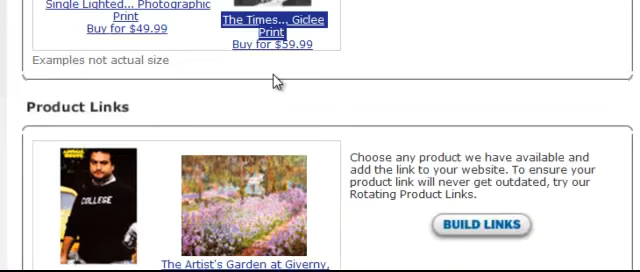 Single Lighted... Photographic
Print
Buy for $49.99
The Times... Giclee
Print
Buy for $59.99
Examples not actual size
Product Links
COLLEGE
The Artist's Garden at Giverny,
Choose any product we have available and
add the link to your website. To ensure your
product link will never get outdated, try our
Rotating Product Links.
BUILD LINKS